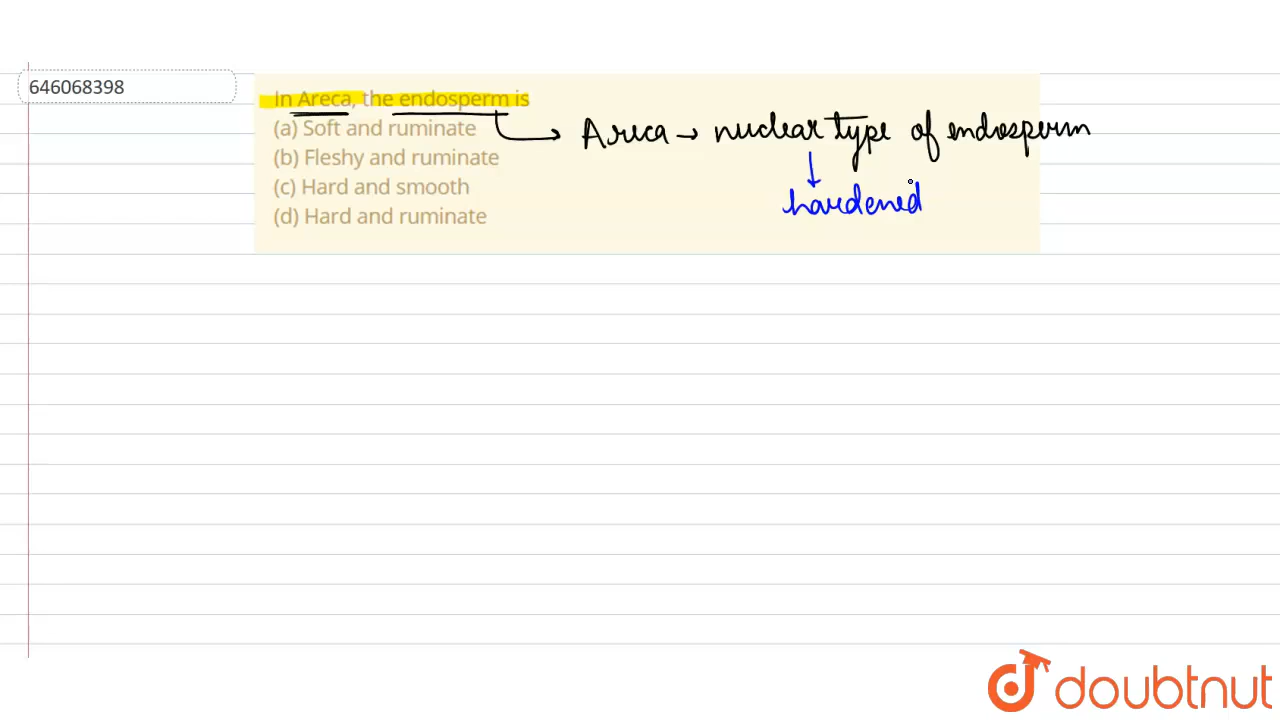 646068398
In Areca, the endosperm is
(a) Soft and ruminate
(b) Fleshy and ruminate
(c) Hard and smooth
(d) Hard and ruminate
Areca → nuclear type of endosperm
hardened
doubtnut